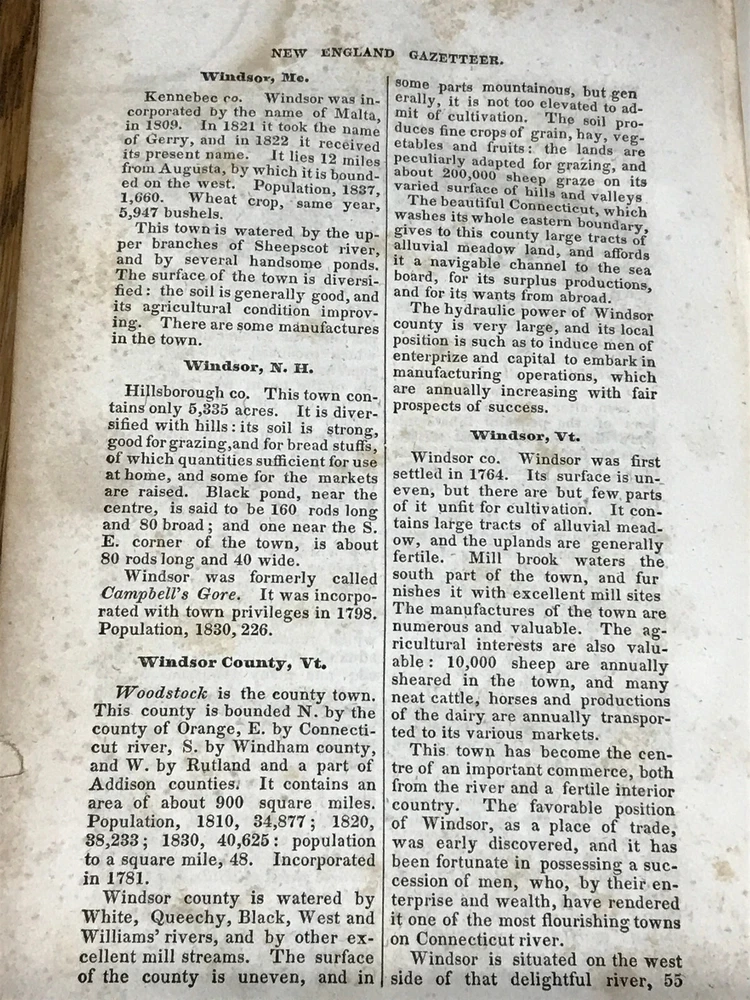 NEW ENGLAND GAZETTEER.
Windsor, Me.
Kennebec co. Windsor was in-
corporated by the name of Malta,
in 1809. In 1821 it took the name
of Gerry, and in 1822 it received
its present name. It lies 12 miles
from Augusta, by which it is bound-
ed on the west. Population, 1837,
1,660. Wheat crop, same year,
5,947 bushels.
This town is watered by the up-
per branches of Sheepscot river,
and by several handsome ponds.
The surface of the town is diversi-
fied: the soil is generally good, and
its agricultural condition improv-
ing. There are some manufactures
in the town.
Windsor, N. H.
Hillsborough co. This town con-
tains only 5,335 acres. It is diver-
sified with hills: its soil is strong,
good for grazing, and for bread stuffs,
of which quantities sufficient for use
at home, and some for the markets
are raised. Black pond, near the
centre, is said to be 160 rods long
and 80 broad; and one near the S.
E. corner of the town, is about
80 rods long and 40 wide.
Windsor was formerly called
Campbell's Gore. It was incorpo-
rated with town privileges in 1798.
Population, 1830, 226.
Windsor County, Vt.
Woodstock is the county town.
This county is bounded N. by the
county of Orange, E. by Connecti-
cut river, S. by Windham county,
and W. by Rutland and a part of
Addison counties. It contains an
area of about 900 square miles.
Population, 1810, 34,877; 1820,
38,233; 1830, 40,625: population
to a square mile, 48. Incorporated
in 1781.
Windsor county is watered by
White, Queechy, Black, West and
Williams' rivers, and by other ex-
cellent mill streams. The surface
of the county is uneven, and in
some parts mountainous, but gen
erally, it is not too elevated to ad-
mit of cultivation. The soil pro-
duces fine crops of grain, hay, veg-
etables and fruits: the lands are
peculiarly adapted for grazing, and
about 200,000 sheep graze on its
varied surface of hills and valleys
The beautiful Connecticut, which
washes its whole eastern boundary,
gives to this county large tracts of
alluvial meadow land, and affords
it a navigable channel to the sea
board, for its surplus productions,
and for its wants from abroad.
The hydraulic power of Windsor
county is very large, and its local
position is such as to induce men of
enterprize and capital to embark in
manufacturing operations, which
are annually increasing with fair
prospects of success.
Windsor, Vt.
Windsor co. Windsor was first
settled in 1764. Its surface is un-
even, but there are but few parts
of it unfit for cultivation. It con-
tains large tracts of alluvial mead-
ow, and the uplands are generally
fertile. Mill brook waters the
south part of the town, and fur
nishes it with excellent mill sites
The manufactures of the town are
numerous and valuable. The ag-
ricultural interests are also valu-
able: 10,000 sheep are annually
sheared in the town, and many
neat cattle, horses and productions
of the dairy are annually transpor-
ted to its various markets.
This town has become the cen-
tre of an important commerce, both
from the river and a fertile interior
country. The favorable position
of Windsor, as a place of trade,
was early discovered, and it has
been fortunate in possessing a suc-
cession of men, who, by their en-
terprise and wealth, have rendered
it one of the most flourishing towns
on Connecticut river.
Windsor is situated on the west
side of that delightful river, 55